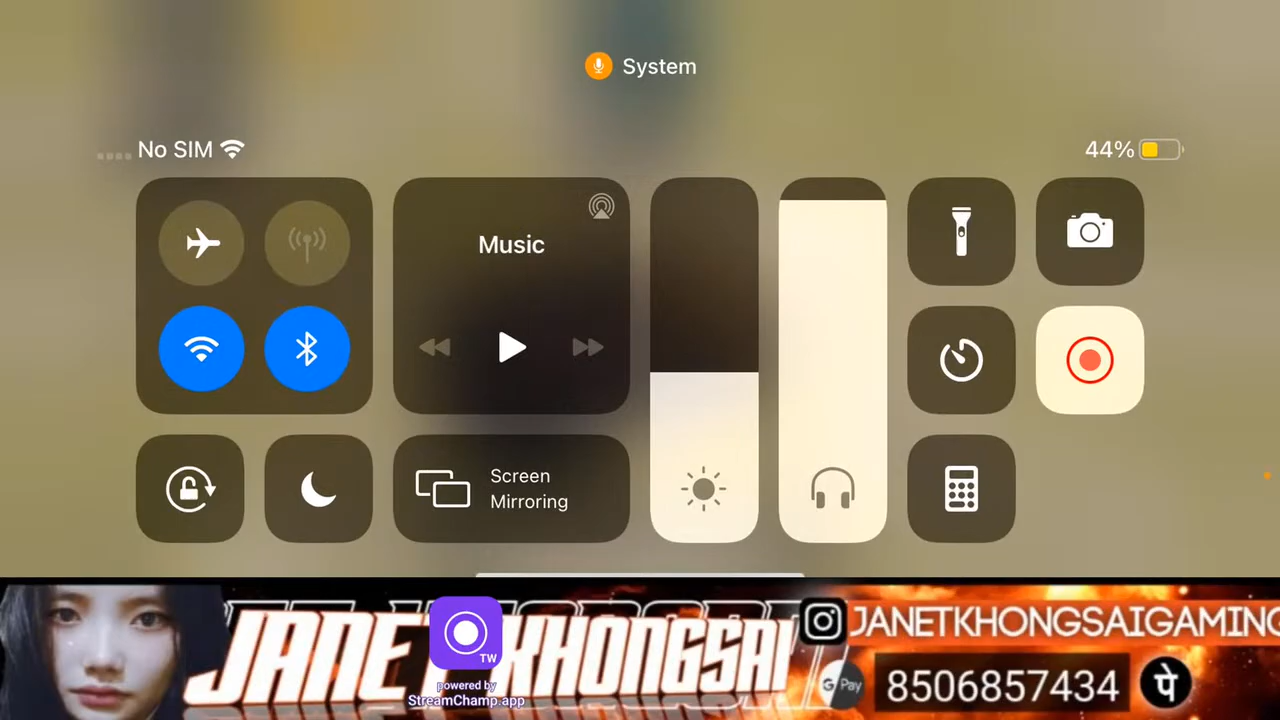 System
No SIM
44%
Music
Screen
Mirroring
JANET KHONGSAI
TW
powered by
StreamChamp.app
JANETKHONGSAIGAMING
G Pay
8506857434
पे